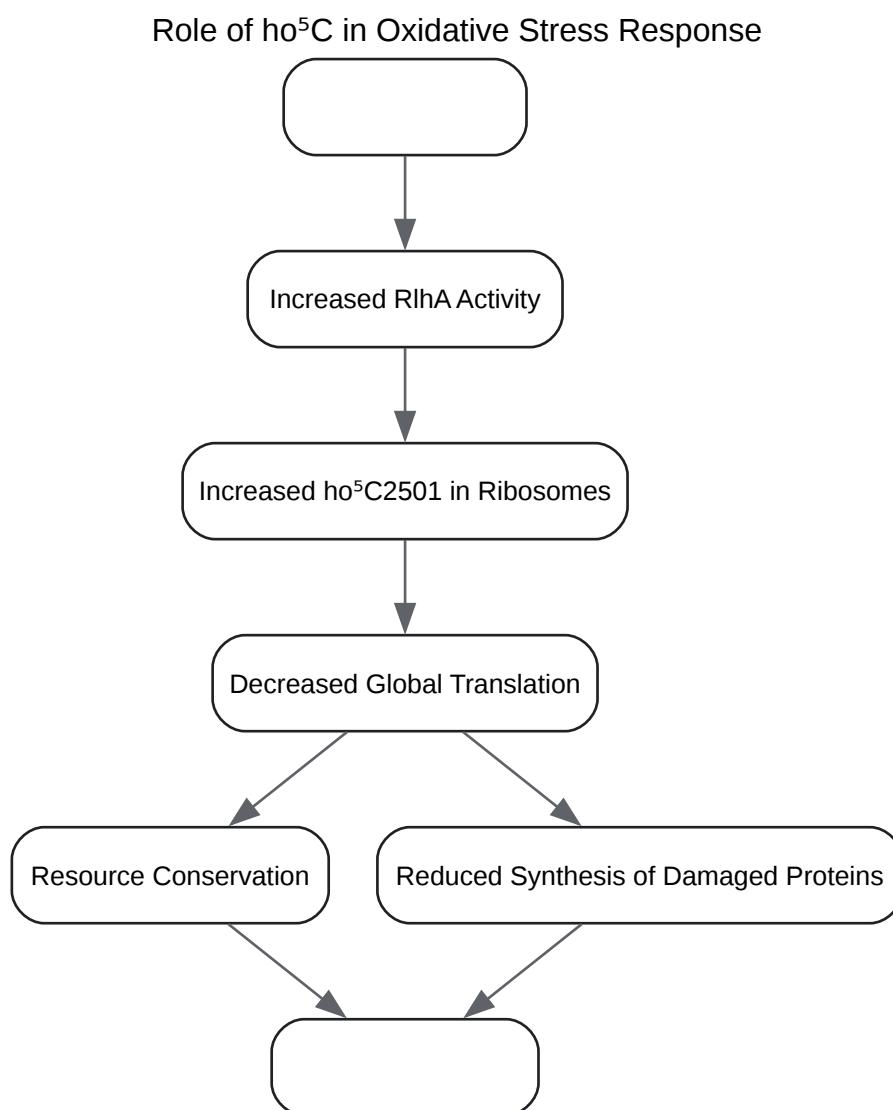 Role of ho⁵C in Oxidative Stress Response
Increased RlhA Activity
Increased ho⁵C2501 in Ribosomes
Decreased Global Translation
Resource Conservation
Reduced Synthesis of Damaged Proteins